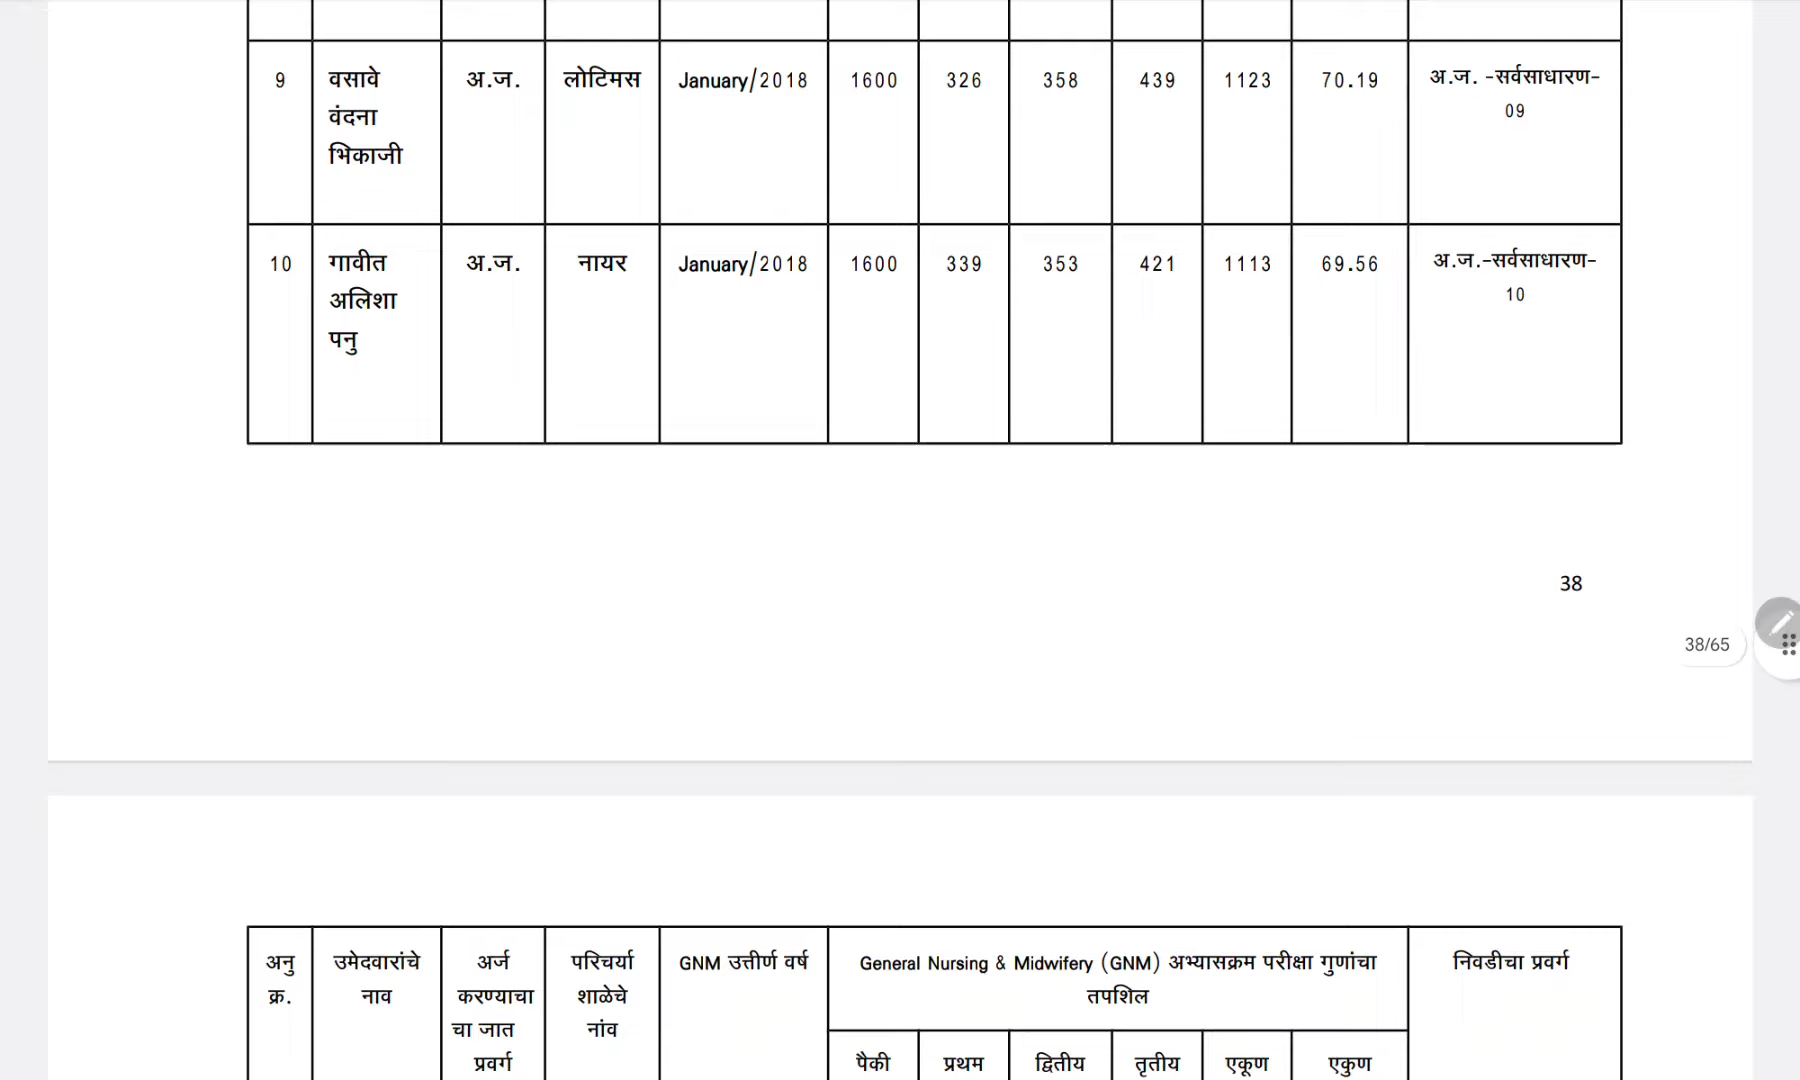 9 वसावे अ.ज. लोटिमस January/2018 1600 326 358 439 1123 70.19 अ.ज. -सर्वसाधारण-
वंदना 09
भिकाजी
10 गावीत अ.ज. नायर January/2018 1600 339 353 421 1113 69.56 अ.ज.-सर्वसाधारण-
अलिशा 10
पनु
38
38/65
अनु उमेदवारांचे अर्ज परिचर्या GNM उत्तीर्ण वर्ष General Nursing & Midwifery (GNM) अभ्यासक्रम परीक्षा गुणांचा निवडीचा प्रवर्ग
क्र. नाव करण्याचा शाळेचे तपशिल
चा जात नांव
प्रवर्ग पैकी प्रथम द्वितीय तृतीय एकूण एकुण